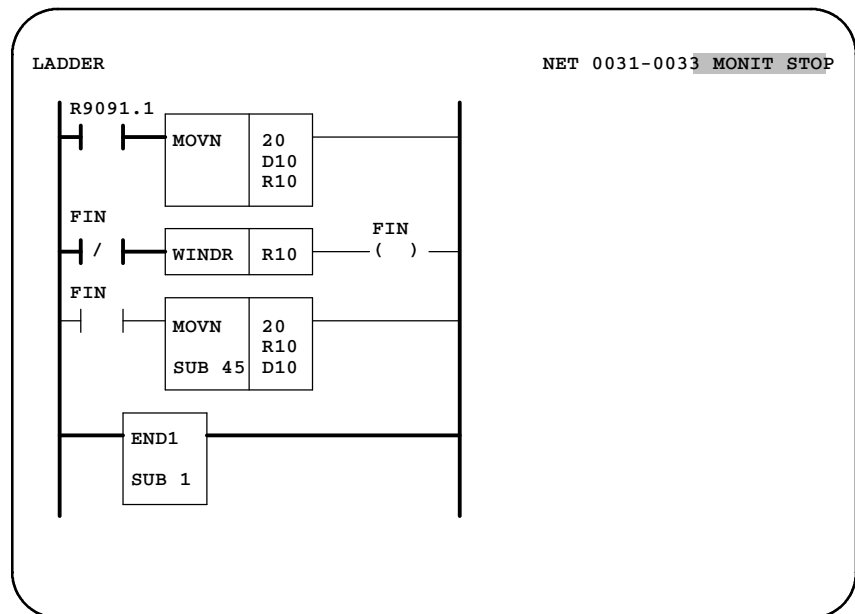 LADDER NET 0031-0033 MONIT STOP
R9091.1
MOVN 20
D10
R10
FIN
FIN
/ WINDR R10 ( )
FIN
MOVN 20
R10
SUB 45 D10
END1
SUB 1